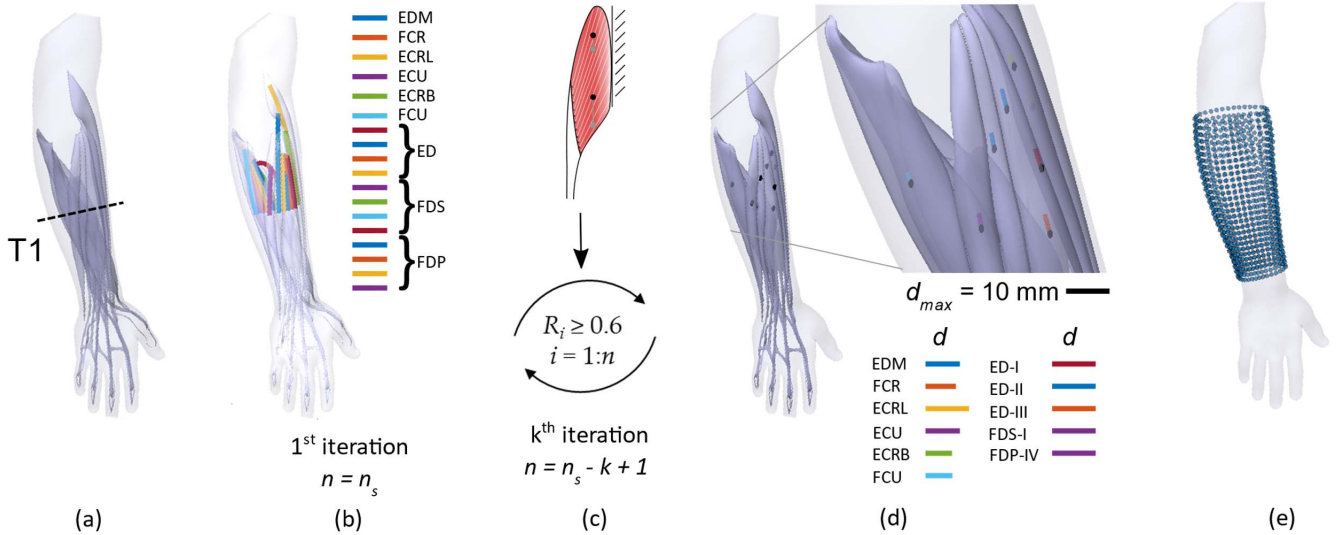 T1
(a)
EDM
FCR
ECRL
ECU
ECRB
FCU
ED
FDS
FDP
1st iteration
n = ns
(b)
Ri ≥ 0.6
i = 1:n
kth iteration
n = ns - k + 1
(c)
dmax = 10 mm
d d
EDM ED-I
FCR ED-II
ECRL ED-III
ECU FDS-I
ECRB FDP-IV
FCU
(d)
(e)